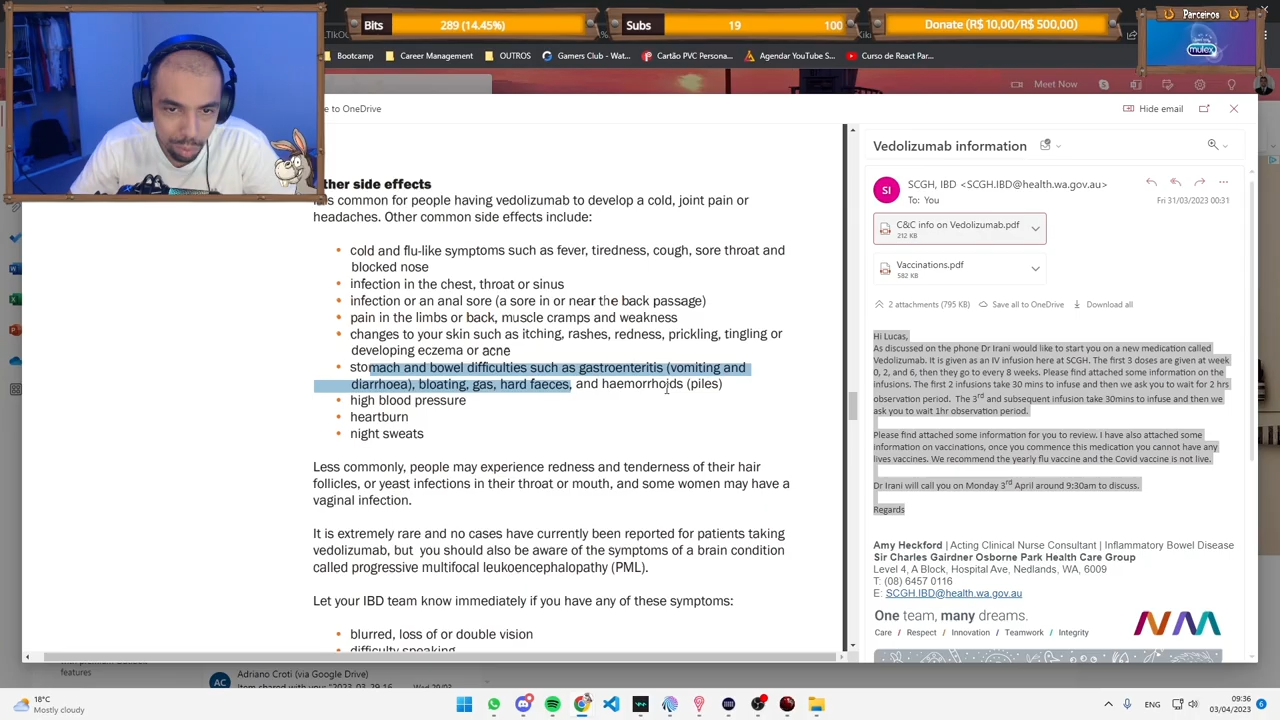 Bits
289 (14.45%)
Subs
19
100
Donate (R$ 10,00/R$ 500,00)
Parceiros
mulex
Bootcamp
Career Management
OUTROS
Gamers Club - Wat...
Cartão PVC Persona...
Agendar YouTube S...
Curso de React Par...
Meet Now
e to OneDrive
Hide email
ther side effects
is common for people having vedolizumab to develop a cold, joint pain or
headaches. Other common side effects include:
• cold and flu-like symptoms such as fever, tiredness, cough, sore throat and
blocked nose
• infection in the chest, throat or sinus
• infection or an anal sore (a sore in or near the back passage)
• pain in the limbs or back, muscle cramps and weakness
• changes to your skin such as itching, rashes, redness, prickling, tingling or
developing eczema or acne
• stomach and bowel difficulties such as gastroenteritis (vomiting and
diarrhoea), bloating, gas, hard faeces, and haemorrhoids (piles)
• high blood pressure
• heartburn
• night sweats
Less commonly, people may experience redness and tenderness of their hair
follicles, or yeast infections in their throat or mouth, and some women may have a
vaginal infection.
It is extremely rare and no cases have currently been reported for patients taking
vedolizumab, but you should also be aware of the symptoms of a brain condition
called progressive multifocal leukoencephalopathy (PML).
Let your IBD team know immediately if you have any of these symptoms:
• blurred, loss of or double vision
• difficulty speaking
Vedolizumab information
SI
SCGH, IBD <SCGH.IBD@health.wa.gov.au>
To: You
Fri 31/03/2023 00:31
C&C info on Vedolizumab.pdf
212 KB
Vaccinations.pdf
582 KB
2 attachments (795 KB)
Save all to OneDrive
Download all
Hi Lucas,
As discussed on the phone Dr Irani would like to start you on a new medication called
Vedolizumab. It is given as an IV infusion here at SCGH. The first 3 doses are given at week
0, 2, and 6, then they go to every 8 weeks. Please find attached some information on the
infusions. The first 2 infusions take 30 mins to infuse and then we ask you to wait for 2 hrs
observation period. The 3rd and subsequent infusion take 30mins to infuse and then we
ask you to wait 1hr observation period.
Please find attached some information for you to review. I have also attached some
information on vaccinations, once you commence this medication you cannot have any
lives vaccines. We recommend the yearly flu vaccine and the Covid vaccine is not live.
Dr Irani will call you on Monday 3rd April around 9:30am to discuss.
Regards
Amy Heckford | Acting Clinical Nurse Consultant | Inflammatory Bowel Disease
Sir Charles Gairdner Osborne Park Health Care Group
Level 4, A Block, Hospital Ave, Nedlands, WA, 6009
T: (08) 6457 0116
E: SCGH.IBD@health.wa.gov.au
One team, many dreams.
Care / Respect / Innovation / Teamwork / Integrity
features
AC
Adriano Croti (via Google Drive)
18°C
Mostly cloudy
ENG
09:36
03/04/2023
6